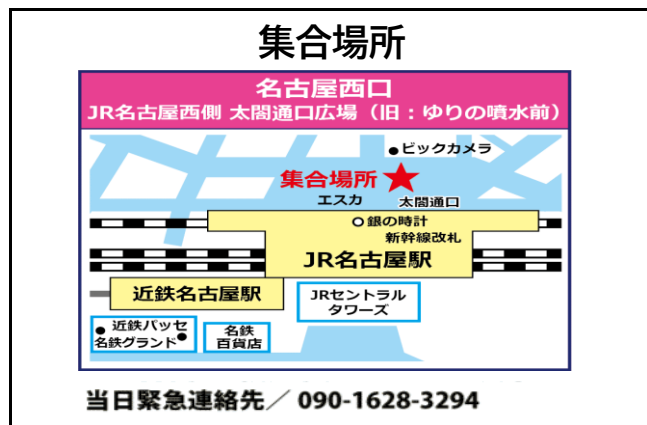 集合場所
名古屋西口
JR名古屋西側 太閤通口広場（旧：ゆりの噴水前）
●ビックカメラ
集合場所★
エスカ
太閤通口
○銀の時計
新幹線改札
JR名古屋駅
近鉄名古屋駅
JRセントラル
タワーズ
近鉄パッセ
名鉄グランド
名鉄
百貨店
当日緊急連絡先／ 090-1628-3294